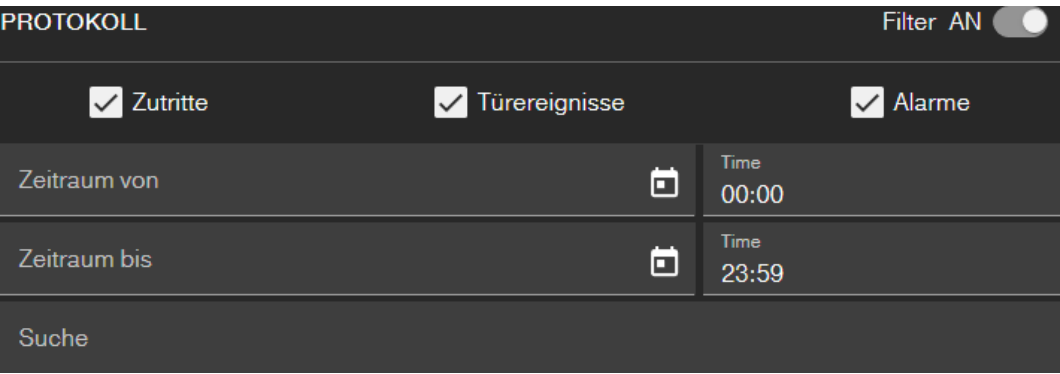 PROTOKOLL Filter AN
Zutritte Türereignisse Alarme
Zeitraum von Time
00:00
Zeitraum bis Time
23:59
Suche